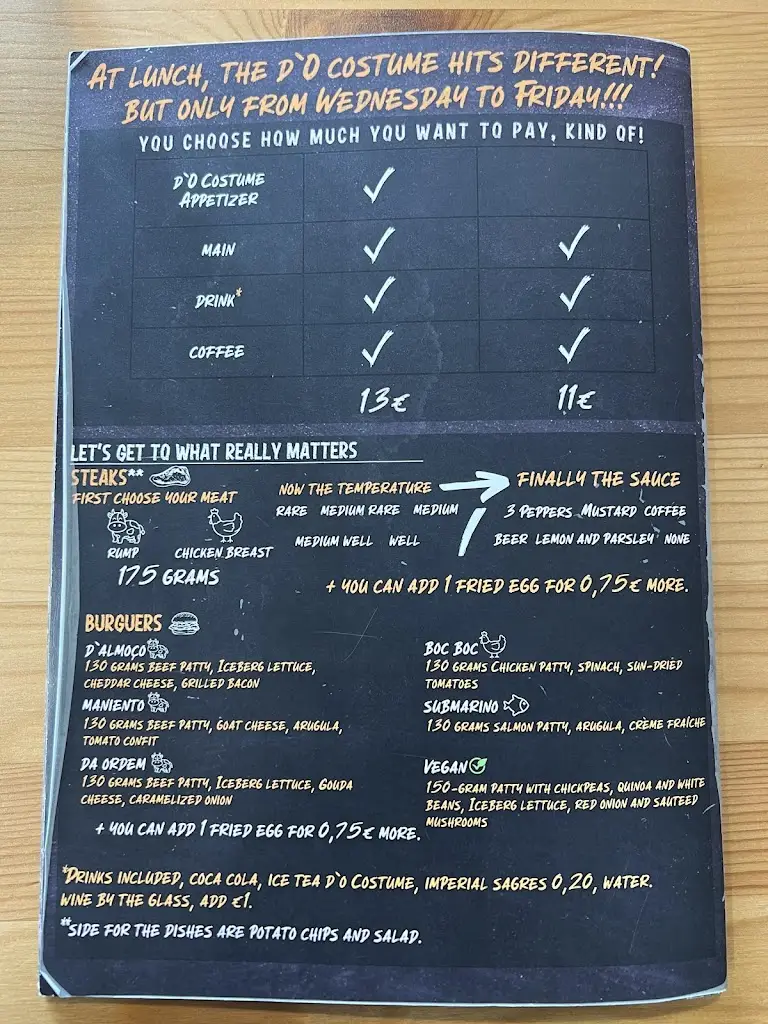 AT LUNCH, THE D`O COSTUME HITS DIFFERENT!
BUT ONLY FROM WEDNESDAY TO FRIDAY!!!
YOU CHOOSE HOW MUCH YOU WANT TO PAY, KIND OF!
D`O COSTUME
APPETIZER
✓
MAIN ✓ ✓
DRINK* ✓ ✓
COFFEE ✓ ✓
13€ 11€
LET'S GET TO WHAT REALLY MATTERS
STEAKS**
FIRST CHOOSE YOUR MEAT
RUMP CHICKEN BREAST
175 GRAMS
NOW THE TEMPERATURE
RARE MEDIUM RARE MEDIUM
MEDIUM WELL WELL
FINALLY THE SAUCE
3 PEPPERS MUSTARD COFFEE
BEER LEMON AND PARSLEY NONE
+ YOU CAN ADD 1 FRIED EGG FOR 0,75€ MORE.
BURGUERS
D`ALMOÇO
130 GRAMS BEEF PATTY, ICEBERG LETTUCE,
CHEDDAR CHEESE, GRILLED BACON
MANIENTO
130 GRAMS BEEF PATTY, GOAT CHEESE, ARUGULA,
TOMATO CONFIT
DA ORDEM
130 GRAMS BEEF PATTY, ICEBERG LETTUCE, GOUDA
CHEESE, CARAMELIZED ONION
+ YOU CAN ADD 1 FRIED EGG FOR 0,75€ MORE.
BOC BOC
130 GRAMS CHICKEN PATTY, SPINACH, SUN-DRIED
TOMATOES
SUBMARINO
130 GRAMS SALMON PATTY, ARUGULA, CRÈME FRAÎCHE
VEGAN
150-GRAM PATTY WITH CHICKPEAS, QUINOA AND WHITE
BEANS, ICEBERG LETTUCE, RED ONION AND SAUTEED
MUSHROOMS
*DRINKS INCLUDED, COCA COLA, ICE TEA D`O COSTUME, IMPERIAL SAGRES 0,20, WATER.
WINE BY THE GLASS, ADD €1.
**SIDE FOR THE DISHES ARE POTATO CHIPS AND SALAD.